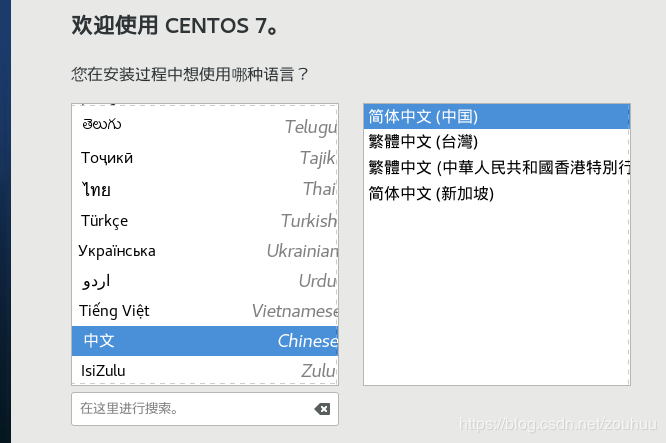 欢迎使用 CENTOS 7。
您在安装过程中想使用哪种语言？
తెలుగు Telugu
Тоҷикӣ Tajik
ไทย Thai
Türkçe Turkish
Українська Ukrainian
اردو Urdu
Tiếng Việt Vietnamese
中文 Chinese
IsiZulu Zulu
简体中文 (中国)
繁體中文 (台灣)
繁體中文 (中華人民共和國香港特別行
简体中文 (新加坡)
在这里进行搜索。
https://blog.csdn.net/zouhuu